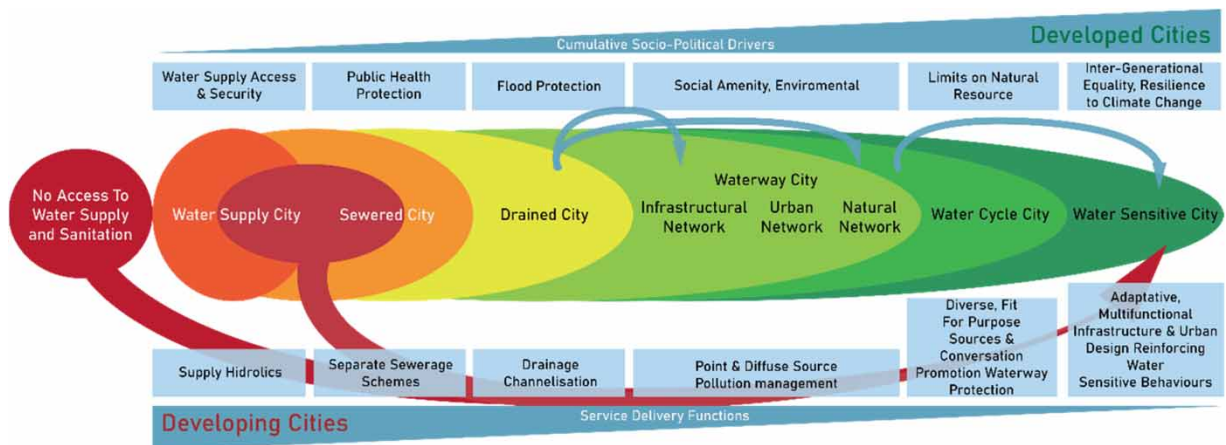 Cumulative Socio-Political Drivers
Developed Cities
Water Supply Access
& Security
Public Health
Protection
Flood Protection
Social Amenity, Enviromental
Limits on Natural
Resource
Inter-Generational
Equality, Resilience
to Climate Change
No Access To
Water Supply
and Sanitation
Water Supply City
Sewered City
Drained City
Waterway City
Infrastructural
Network
Urban
Network
Natural
Network
Water Cycle City
Water Sensitive City
Supply Hidrolics
Separate Sewerage
Schemes
Drainage
Channelisation
Point & Diffuse Source
Pollution management
Diverse, Fit
For Purpose
Sources &
Conversation
Promotion Waterway
Protection
Adaptative,
Multifunctional
Infrastructure & Urban
Design Reinforcing
Water
Sensitive Behaviours
Developing Cities
Service Delivery Functions